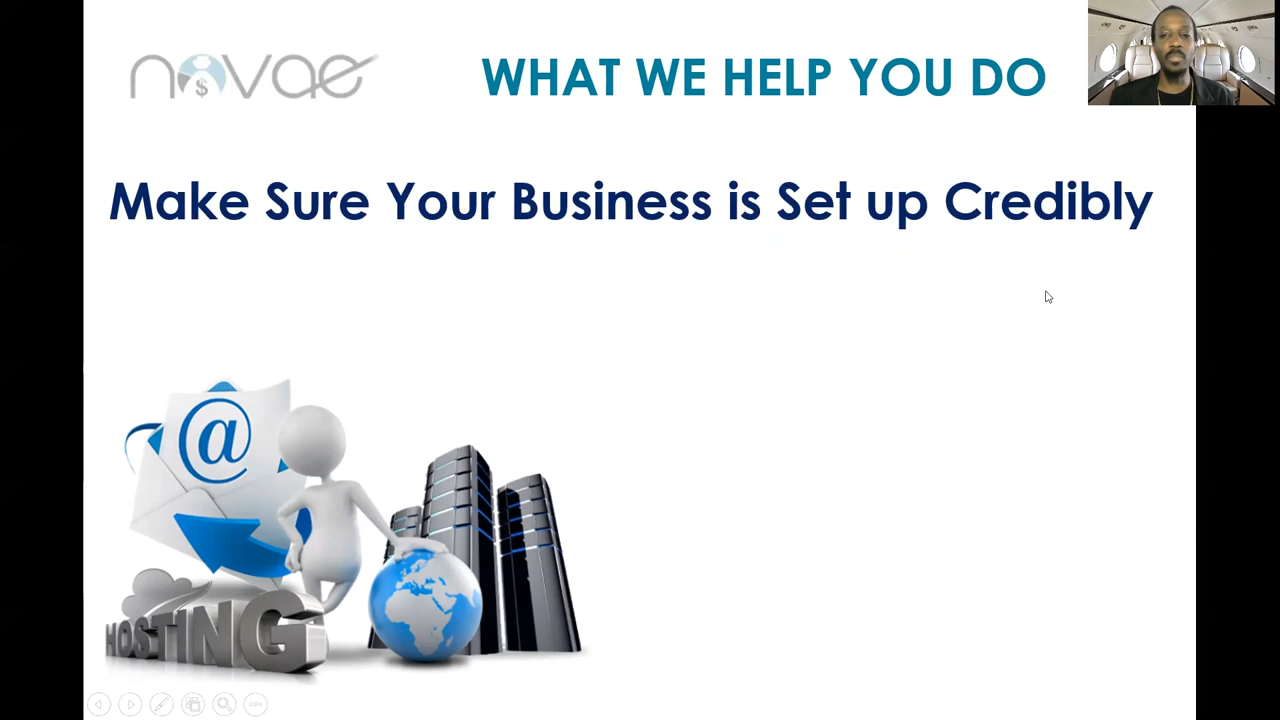 novae
$
WHAT WE HELP YOU DO
Make Sure Your Business is Set up Credibly
@
HOSTING